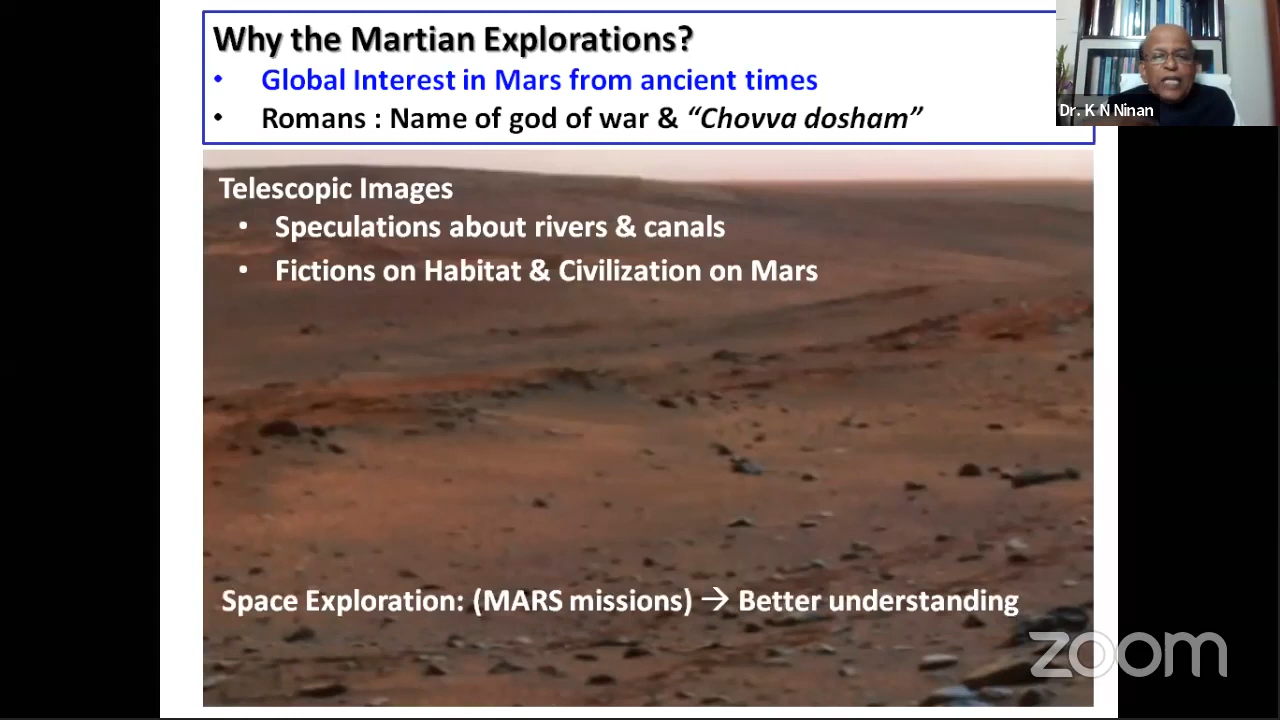 Why the Martian Explorations?
• Global Interest in Mars from ancient times
• Romans : Name of god of war & “Chovva dosham”
Dr. K N Ninan
Telescopic Images
• Speculations about rivers & canals
• Fictions on Habitat & Civilization on Mars
Space Exploration: (MARS missions) → Better understanding
zoom